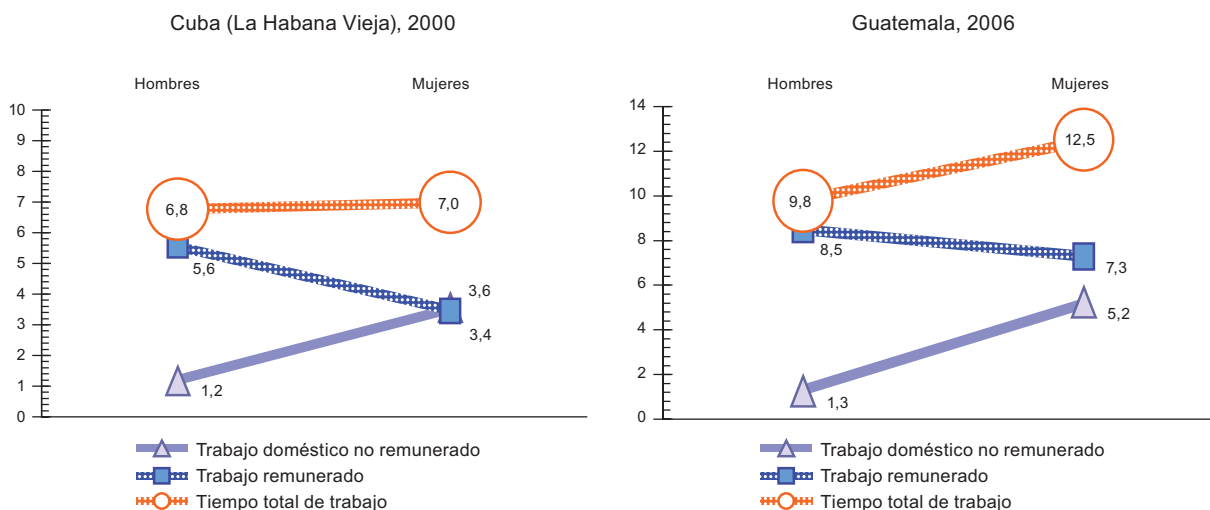 Cuba (La Habana Vieja), 2000
Hombres
Mujeres
10
9
8
7
6
5
4
3
2
1
0
6,8
7,0
5,6
3,6
3,4
1,2
Trabajo doméstico no remunerado
Trabajo remunerado
Tiempo total de trabajo
Guatemala, 2006
Hombres
Mujeres
14
12
10
8
6
4
2
0
9,8
12,5
8,5
7,3
5,2
1,3
Trabajo doméstico no remunerado
Trabajo remunerado
Tiempo total de trabajo